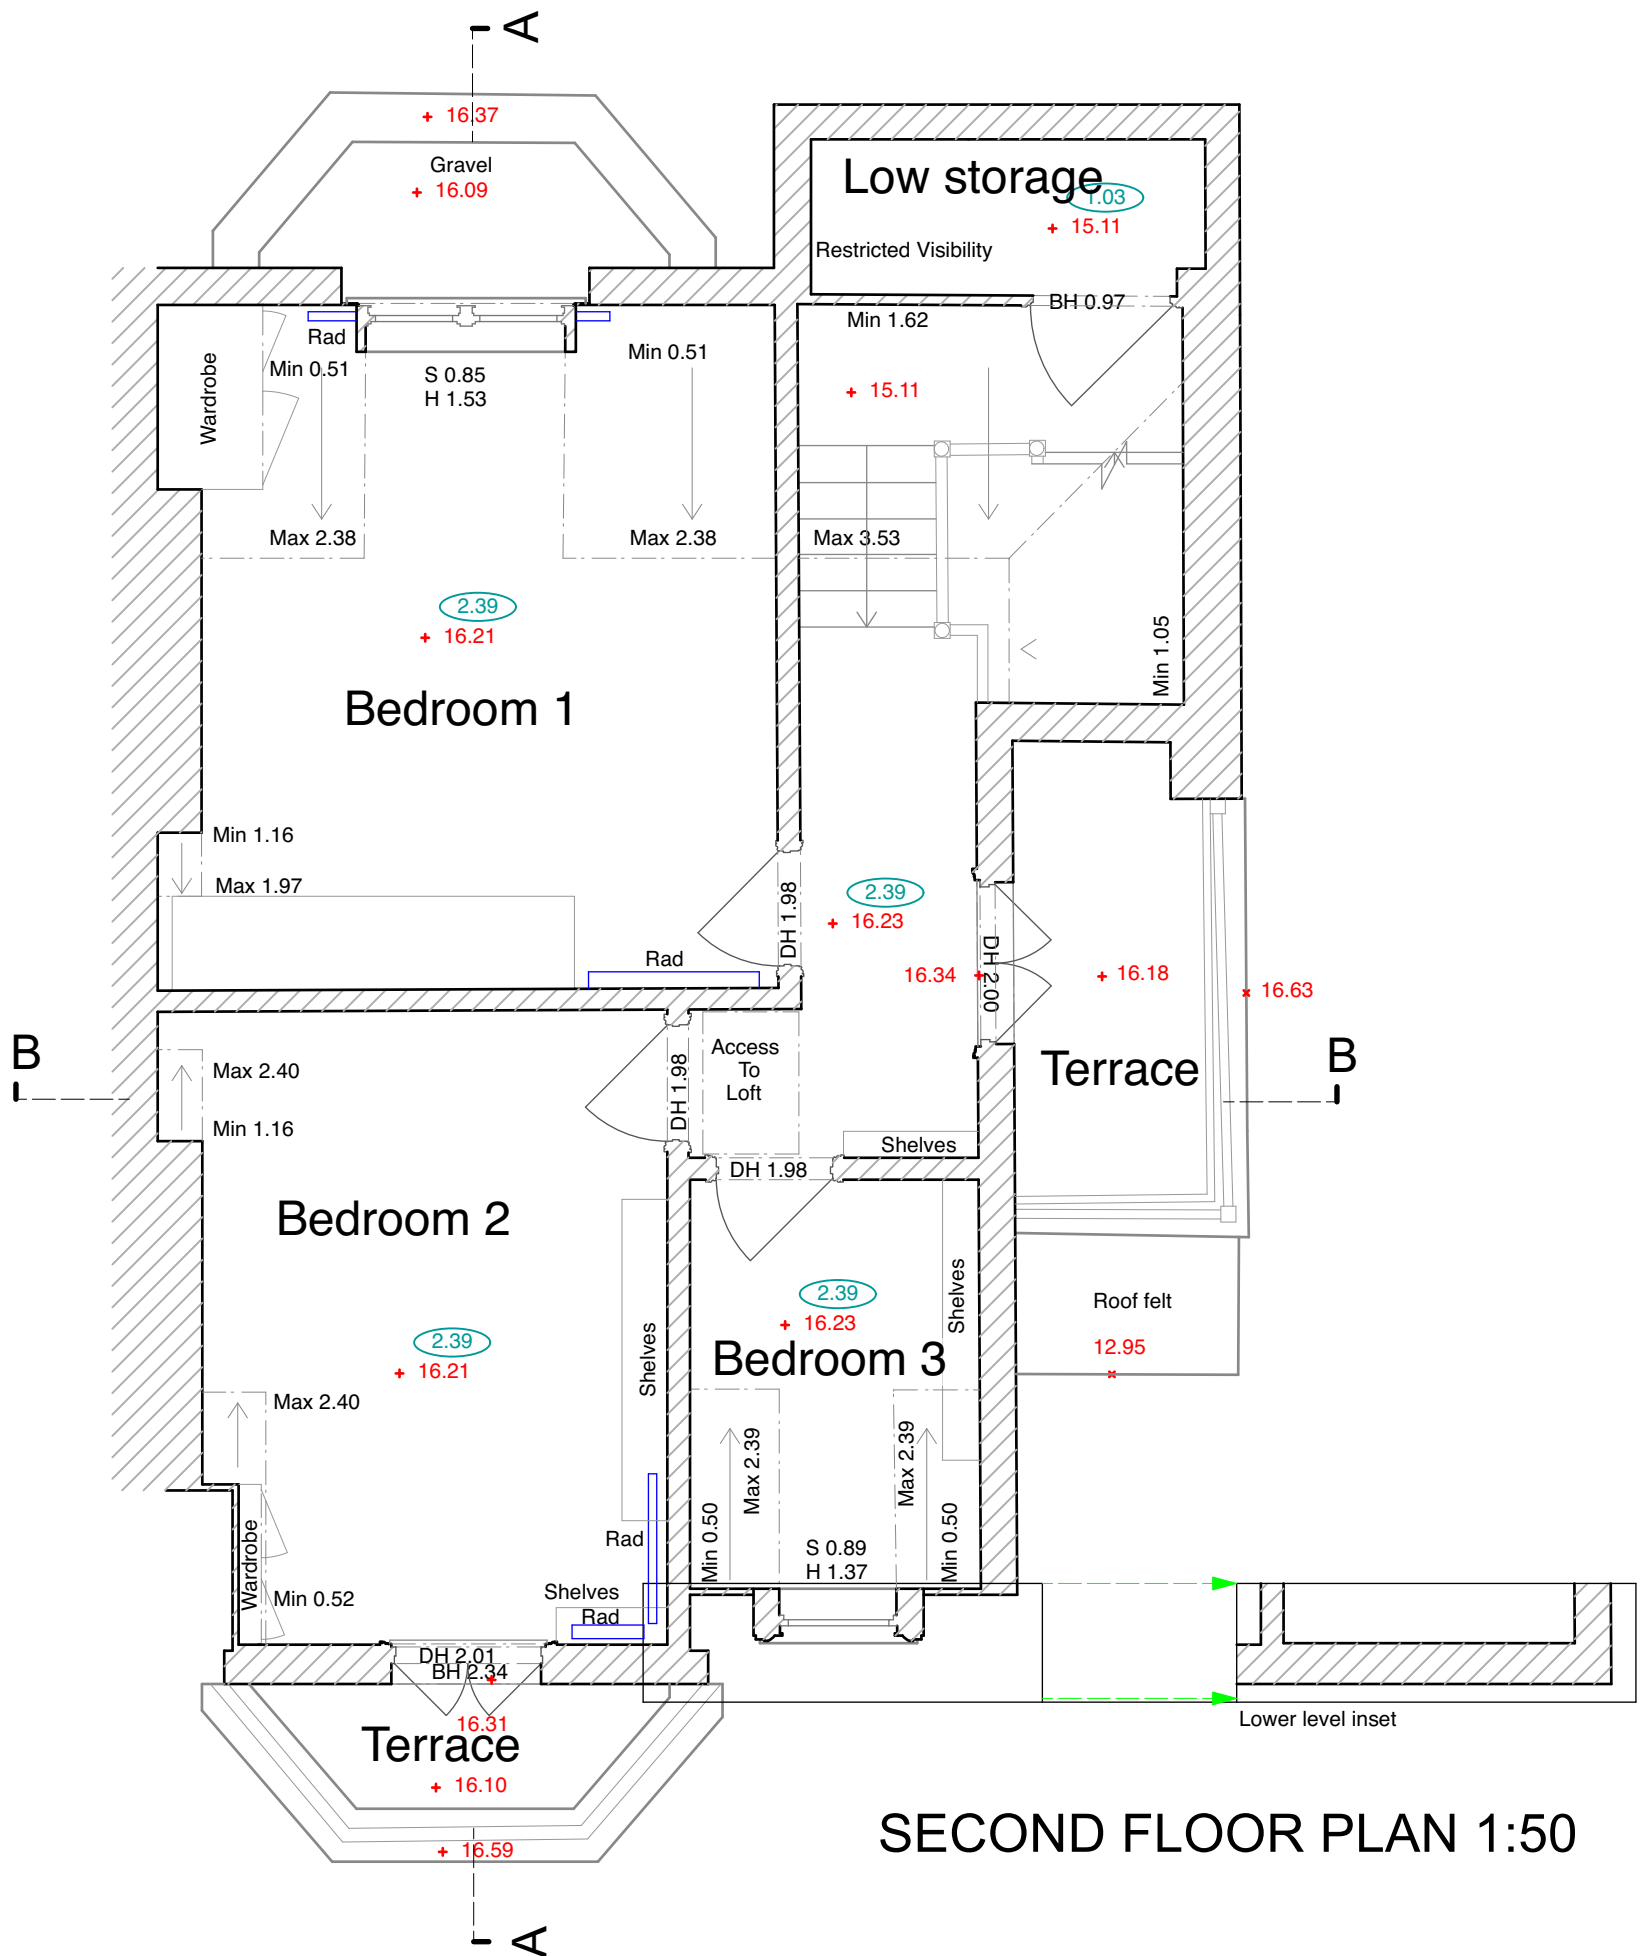 A
16.37
Gravel
16.09
Low storage
1.03
15.11
Restricted Visibility
BH 0.97
Min 1.62
Rad
Min 0.51
Min 0.51
Wardrobe
S 0.85
H 1.53
15.11
Max 2.38
Max 2.38
Max 3.53
2.39
16.21
Min 1.05
Bedroom 1
Min 1.16
Max 1.97
2.39
16.23
DH 1.98
Rad
16.34
DH 2.00
16.18
16.63
B
Access
To
Loft
B
Terrace
Max 2.40
DH 1.98
Min 1.16
Shelves
DH 1.98
Bedroom 2
Shelves
2.39
16.23
Roof felt
2.39
16.21
Shelves
Bedroom 3
12.95
Max 2.40
Max 2.39
Max 2.39
Min 0.50
Min 0.50
Rad
S 0.89
H 1.37
Wardrobe
Min 0.52
Shelves
Rad
DH 2.01
BH 2.34
16.31
Lower level inset
Terrace
16.10
16.59
SECOND FLOOR PLAN 1:50
A